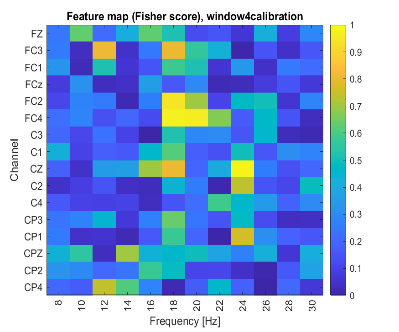 Feature map (Fisher score), window4calibration
FZ
FC3
FC1
FCz
FC2
FC4
C3
C1
CZ
C2
C4
CP3
CP1
CPZ
CP2
CP4
Channel
8 10 12 14 16 18 20 22 24 26 28 30
Frequency [Hz]
1
0.9
0.8
0.7
0.6
0.5
0.4
0.3
0.2
0.1
0